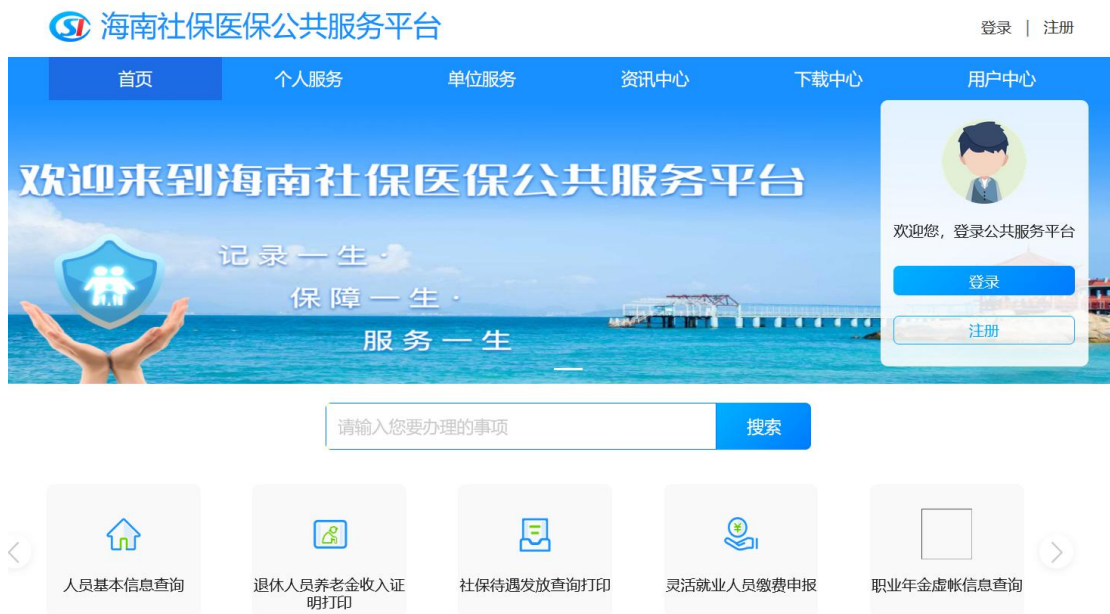 海南社保医保公共服务平台
登录 | 注册
首页 个人服务 单位服务 资讯中心 下载中心 用户中心
欢迎来到海南社保医保公共服务平台
记录一生·
保障一生·
服务一生
欢迎您，登录公共服务平台
登录
注册
请输入您要办理的事项 搜索
人员基本信息查询
退休人员养老金收入证
明打印
社保待遇发放查询打印
灵活就业人员缴费申报
职业年金虚帐信息查询